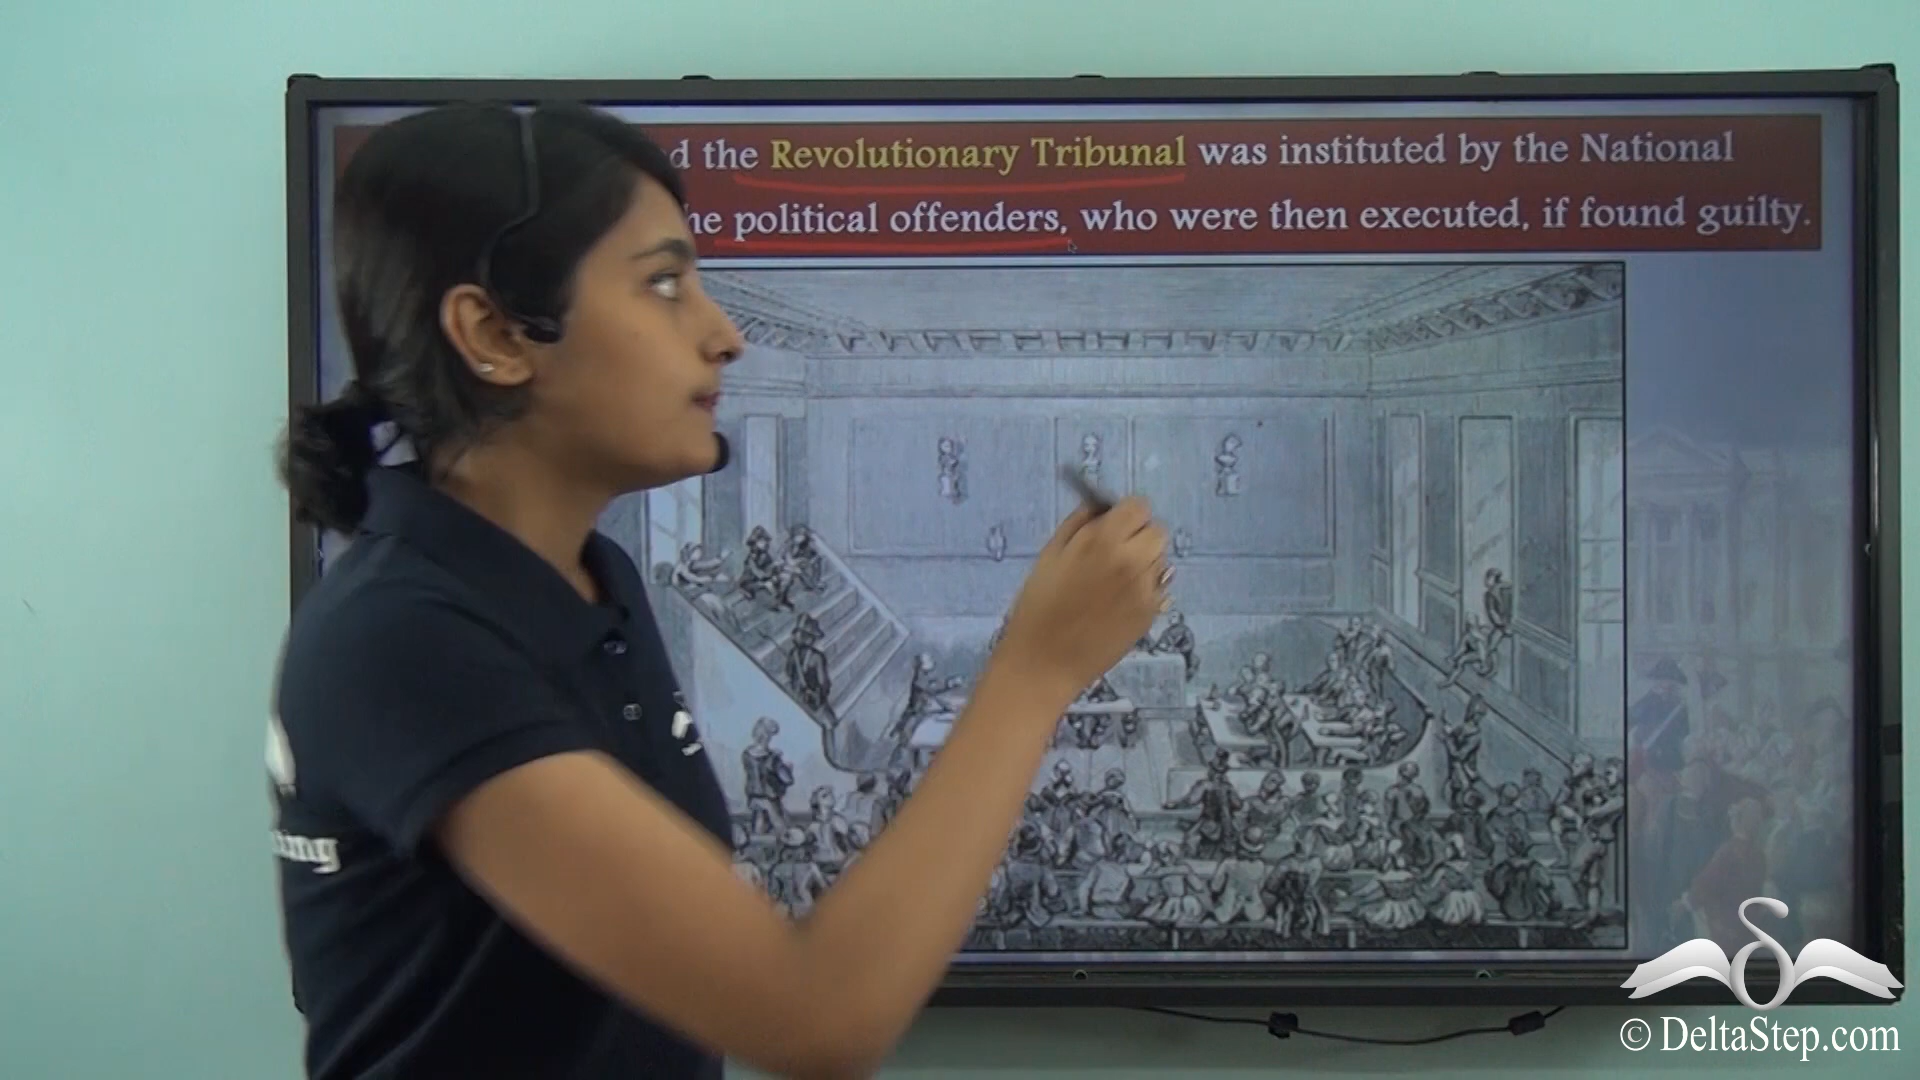 the Revolutionary Tribunal was instituted by the National
political offenders, who were then executed, if found guilty.
© DeltaStep.com